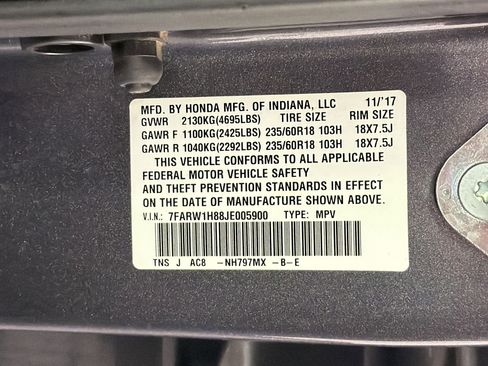 MFD. BY HONDA MFG. OF INDIANA, LLC 11/'17
GVWR 2130KG(4695LBS) TIRE SIZE RIM SIZE
GAWR F 1100KG(2425LBS) 235/60R18 103H 18X7.5J
GAWR R 1040KG(2292LBS) 235/60R18 103H 18X7.5J
THIS VEHICLE CONFORMS TO ALL APPLICABLE
FEDERAL MOTOR VEHICLE SAFETY
AND THEFT PREVENTION STANDARDS IN EFFECT
ON THE DATE OF MANUFACTURE SHOWN ABOVE.
V.I.N.: 7FARW1H88JE005900 TYPE: MPV
TNS J AC8 -NH797MX -B-E